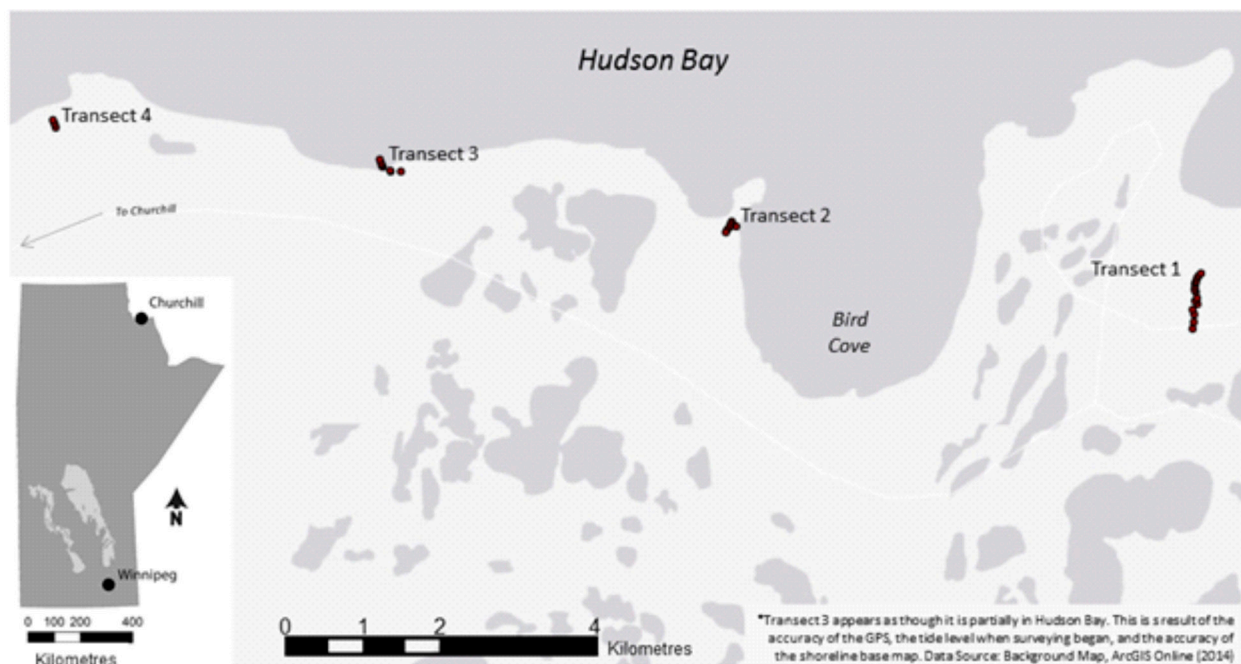 Hudson Bay
Transect 4
Transect 3
To Churchill
Transect 2
Transect 1
Bird
Cove
Churchill
N
Winnipeg
0 100 200 400
Kilometres
0 2 4
Kilometres
*Transect 3 appears as though it is partially in Hudson Bay. This is result of the
accuracy of the GPS, the tide level when surveying began, and the accuracy of
the shoreline base map. Data Source: Background Map, ArcGIS Online (2014)